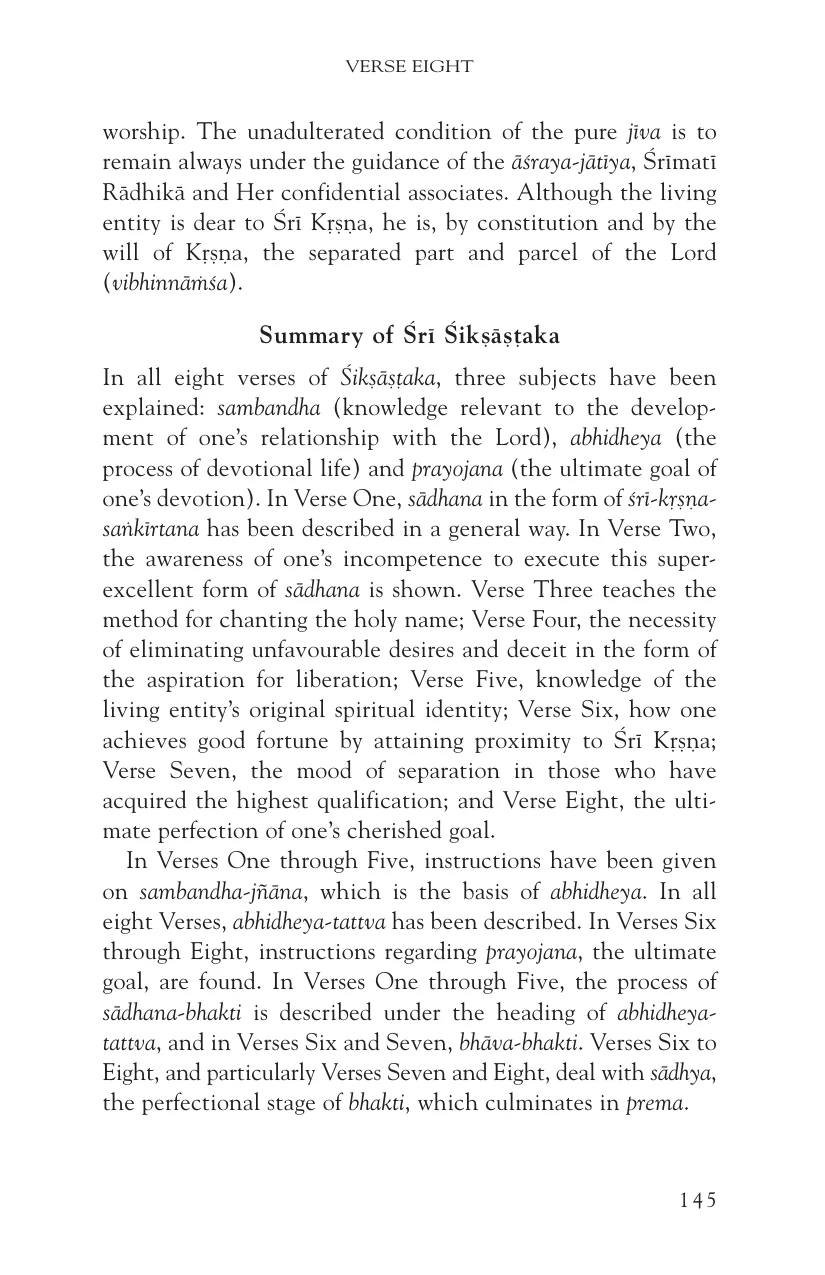 VERSE EIGHT
worship. The unadulterated condition of the pure jīva is to
remain always under the guidance of the āśraya-jātīya, Śrīmatī
Rādhikā and Her confidential associates. Although the living
entity is dear to Śrī Kṛṣṇa, he is, by constitution and by the
will of Kṛṣṇa, the separated part and parcel of the Lord
(vibhinnāṁśa).
Summary of Śrī Śikṣāṣṭaka
In all eight verses of Śikṣāṣṭaka, three subjects have been
explained: sambandha (knowledge relevant to the develop-
ment of one’s relationship with the Lord), abhidheya (the
process of devotional life) and prayojana (the ultimate goal of
one’s devotion). In Verse One, sādhana in the form of śrī-kṛṣṇa-
saṅkīrtana has been described in a general way. In Verse Two,
the awareness of one’s incompetence to execute this super-
excellent form of sādhana is shown. Verse Three teaches the
method for chanting the holy name; Verse Four, the necessity
of eliminating unfavourable desires and deceit in the form of
the aspiration for liberation; Verse Five, knowledge of the
living entity’s original spiritual identity; Verse Six, how one
achieves good fortune by attaining proximity to Śrī Kṛṣṇa;
Verse Seven, the mood of separation in those who have
acquired the highest qualification; and Verse Eight, the ulti-
mate perfection of one’s cherished goal.
In Verses One through Five, instructions have been given
on sambandha-jñāna, which is the basis of abhidheya. In all
eight Verses, abhidheya-tattva has been described. In Verses Six
through Eight, instructions regarding prayojana, the ultimate
goal, are found. In Verses One through Five, the process of
sādhana-bhakti is described under the heading of abhidheya-
tattva, and in Verses Six and Seven, bhāva-bhakti. Verses Six to
Eight, and particularly Verses Seven and Eight, deal with sādhya,
the perfectional stage of bhakti, which culminates in prema.
145